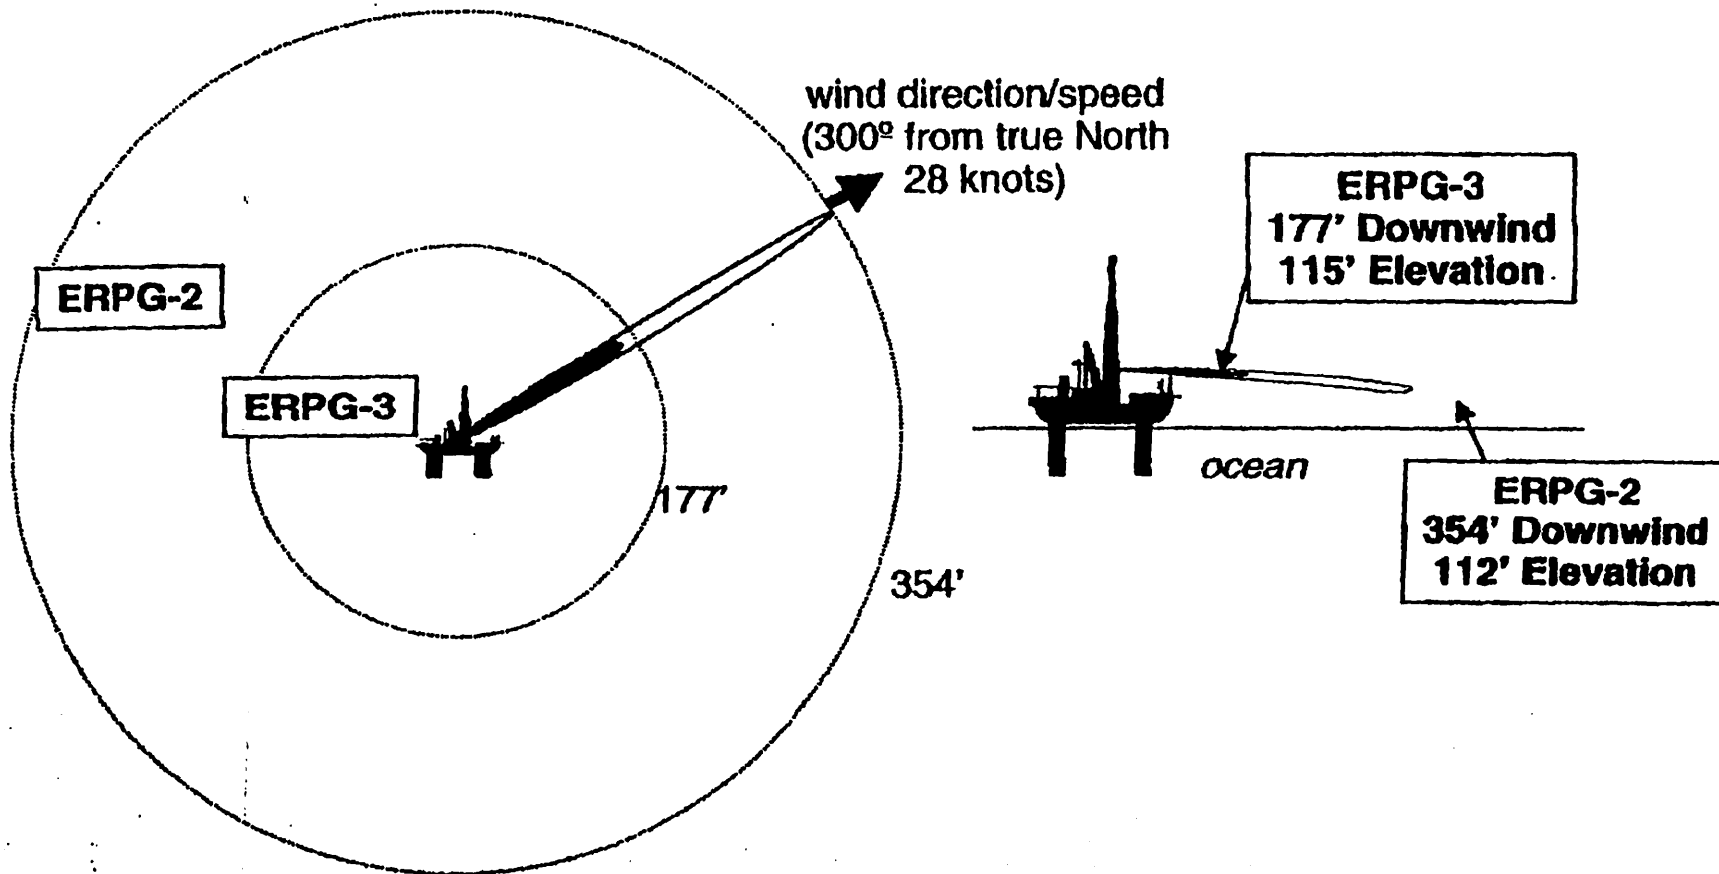 wind direction/speed
(300º from true North
28 knots)
ERPG-2
ERPG-3
177'
354'
ERPG-3
177' Downwind
115' Elevation
ocean
ERPG-2
354' Downwind
112' Elevation